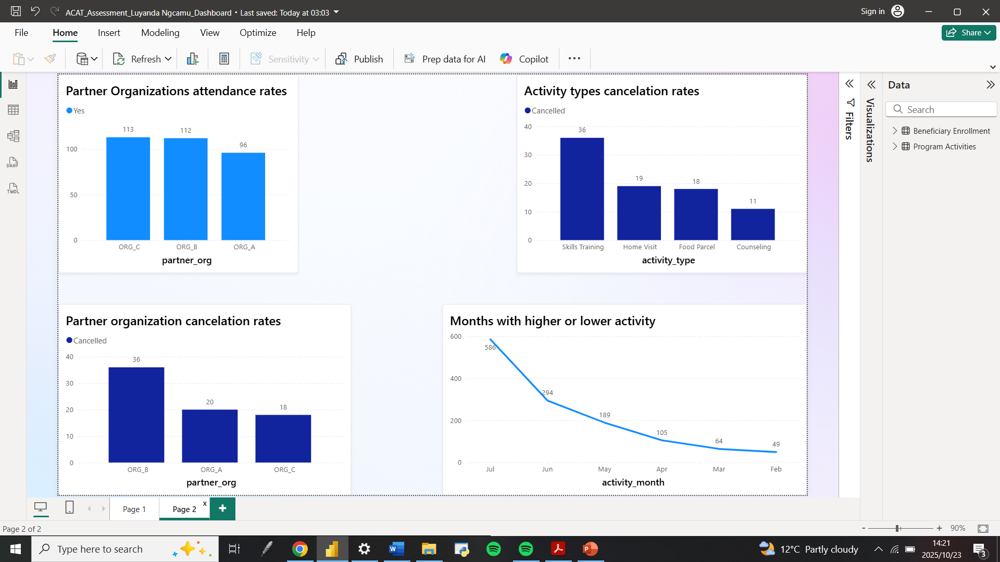 ACAT_Assessment_Luyanda Ngcamu_Dashboard • Last saved: Today at 03:03
Sign in
File Home Insert Modeling View Optimize Help
Share
Refresh
Sensitivity
Publish
Prep data for AI
Copilot
Partner Organizations attendance rates
Yes
113
112
96
100
50
0
ORG_C ORG_B ORG_A
partner_org
Activity types cancelation rates
Cancelled
40
36
30
20
19
18
11
10
0
Skills Training Home Visit Food Parcel Counseling
activity_type
Partner organization cancelation rates
Cancelled
40
36
30
20
20
18
10
0
ORG_B ORG_A ORG_C
partner_org
Months with higher or lower activity
600
586
400
294
200
189
105
64
49
0
Jul Jun May Apr Mar Feb
activity_month
Filters
Visualizations
Data
Search
Beneficiary Enrollment
Program Activities
DAX
TMDL
Page 1
Page 2 x
+
Page 2 of 2
- + 90%
Type here to search
12°C Partly cloudy
14:21
2025/10/23
3